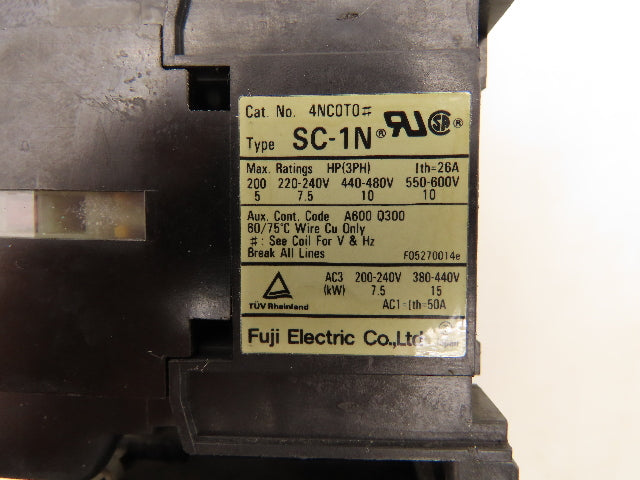 Cat. No. 4NC0T0#
Type SC-1N ® RU SA ®
Max. Ratings HP(3PH) Ith=26A
200 220-240V 440-480V 550-600V
5 7.5 10 10
Aux. Cont. Code A600 Q300
60/75°C Wire Cu Only
# : See Coil For V & Hz
Break All Lines F05270014e
AC3 200-240V 380-440V
(kW) 7.5 15
TÜV Rheinland AC1=Ith=50A
Fuji Electric Co.,Ltd.
Japan